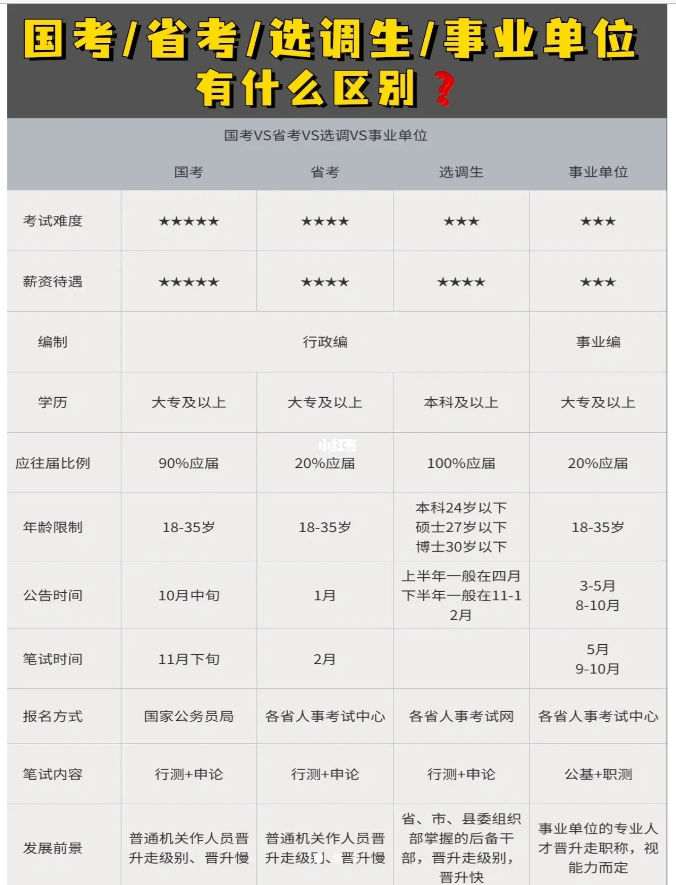 国考/省考/选调生/事业单位
有什么区别?
国考VS省考VS选调VS事业单位
国考 省考 选调生 事业单位
考试难度 ★★★★★ ★★★★ ★★★ ★★★
薪资待遇 ★★★★★ ★★★★ ★★★★ ★★★
编制 行政编 事业编
学历 大专及以上 大专及以上 本科及以上 大专及以上
小红书
应往届比例 90%应届 20%应届 100%应届 20%应届
年龄限制 18-35岁 18-35岁 本科24岁以下
硕士27岁以下
博士30岁以下 18-35岁
公告时间 10月中旬 1月 上半年一般在四月
下半年一般在11-1
2月 3-5月
8-10月
笔试时间 11月下旬 2月 5月
9-10月
报名方式 国家公务员局 各省人事考试中心 各省人事考试网 各省人事考试中心
笔试内容 行测+申论 行测+申论 行测+申论 公基+职测
发展前景 普通机关作人员晋
升走级别、晋升慢 普通机关作人员晋
升走级别、晋升慢 省、市、县委组织
部掌握的后备干
部，晋升走级别，
晋升快 事业单位的专业人
才晋升走职称，视
能力而定